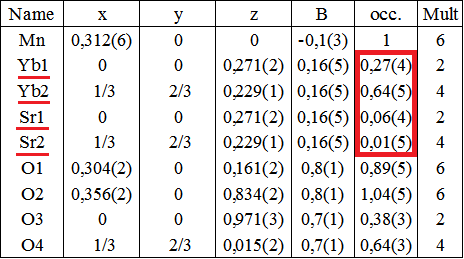 Name x y z B occ. Mult
Mn 0,312(6) 0 0 -0,1(3) 1 6
Yb1 0 0 0,271(2) 0,16(5) 0,27(4) 2
Yb2 1/3 2/3 0,229(1) 0,16(5) 0,64(5) 4
Sr1 0 0 0,271(2) 0,16(5) 0,06(4) 2
Sr2 1/3 2/3 0,229(1) 0,16(5) 0,01(5) 4
O1 0,304(2) 0 0,161(2) 0,8(1) 0,89(5) 6
O2 0,356(2) 0 0,834(2) 0,8(1) 1,04(5) 6
O3 0 0 0,971(3) 0,7(1) 0,38(3) 2
O4 1/3 2/3 0,015(2) 0,7(1) 0,64(3) 4